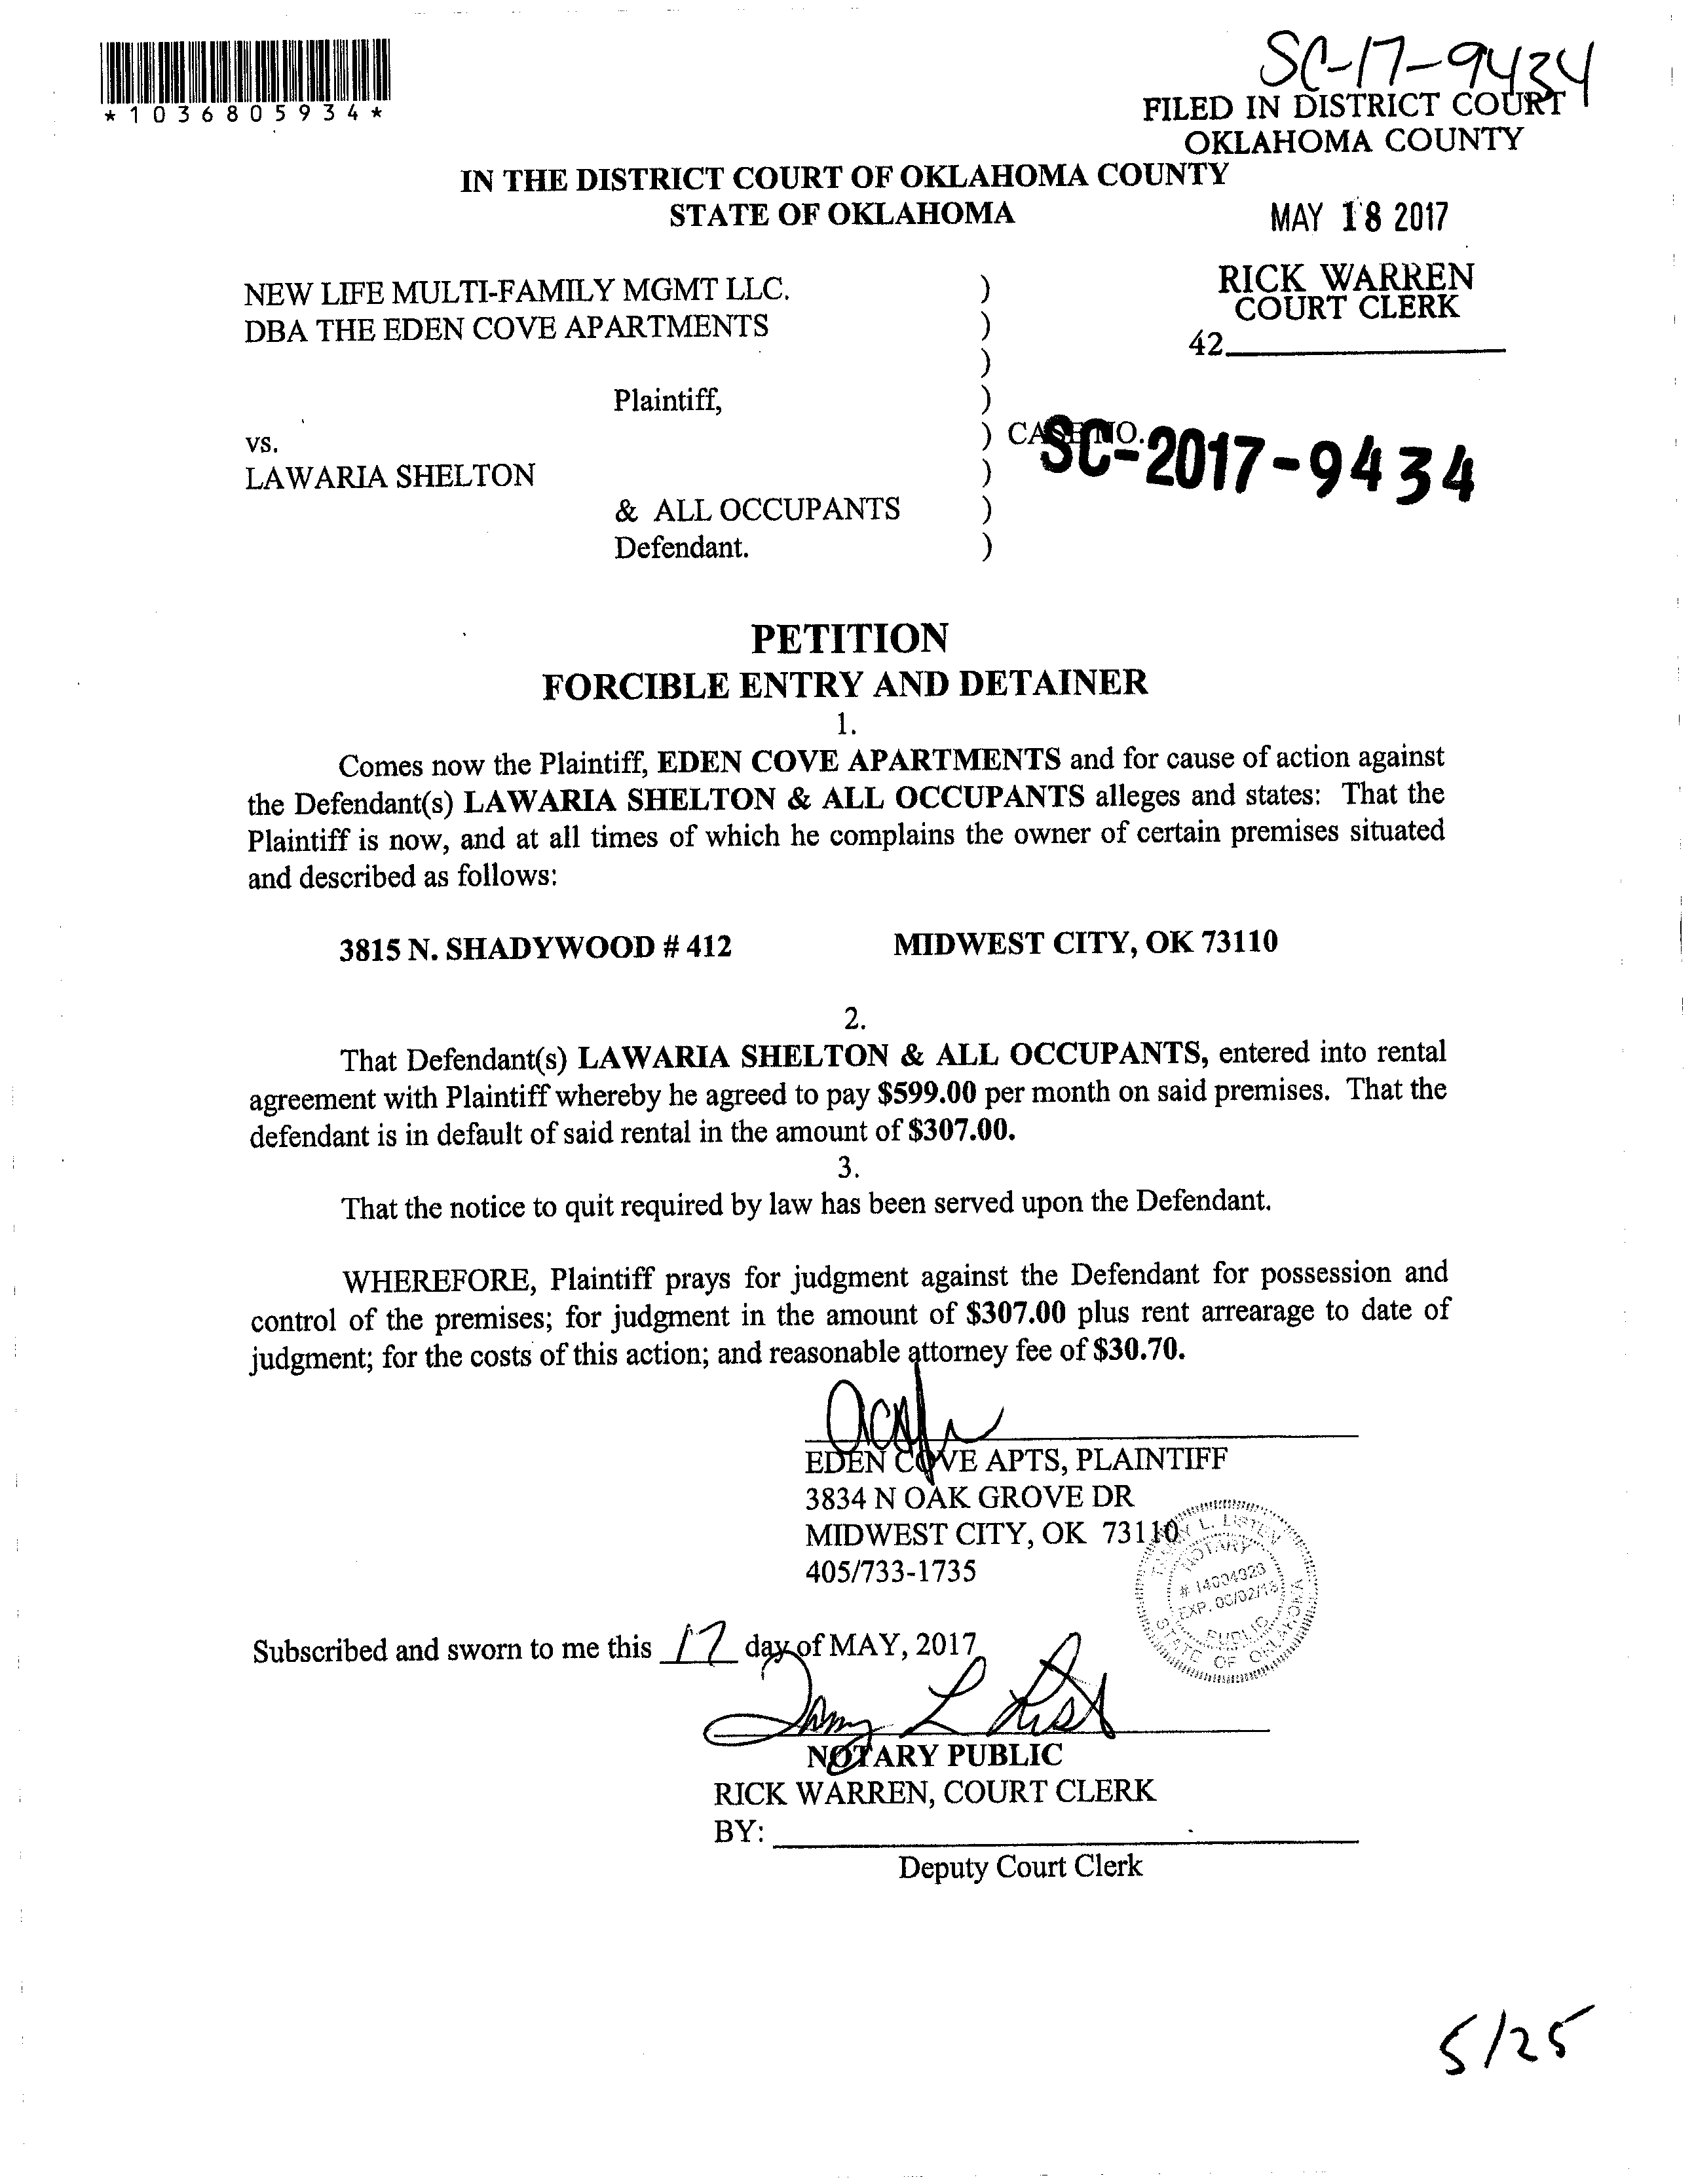 SC-17-9434
*1036805934*
FILED IN DISTRICT COURT
OKLAHOMA COUNTY
IN THE DISTRICT COURT OF OKLAHOMA COUNTY
STATE OF OKLAHOMA
MAY 18 2017
RICK WARREN
COURT CLERK
42
NEW LIFE MULTI-FAMILY MGMT LLC. )
DBA THE EDEN COVE APARTMENTS )
)
Plaintiff, )
vs. ) CASE NO. SC-2017-9434
LAWARIA SHELTON )
& ALL OCCUPANTS )
Defendant. )
PETITION
FORCIBLE ENTRY AND DETAINER
1.
Comes now the Plaintiff, EDEN COVE APARTMENTS and for cause of action against
the Defendant(s) LAWARIA SHELTON & ALL OCCUPANTS alleges and states: That the
Plaintiff is now, and at all times of which he complains the owner of certain premises situated
and described as follows:
3815 N. SHADYWOOD # 412 MIDWEST CITY, OK 73110
2.
That Defendant(s) LAWARIA SHELTON & ALL OCCUPANTS, entered into rental
agreement with Plaintiff whereby he agreed to pay $599.00 per month on said premises. That the
defendant is in default of said rental in the amount of $307.00.
3.
That the notice to quit required by law has been served upon the Defendant.
WHEREFORE, Plaintiff prays for judgment against the Defendant for possession and
control of the premises; for judgment in the amount of $307.00 plus rent arrearage to date of
judgment; for the costs of this action; and reasonable attorney fee of $30.70.
EDEN COVE APTS, PLAINTIFF
3834 N OAK GROVE DR
MIDWEST CITY, OK 73110
405/733-1735
L.
NOTARY
# 14004923
PUBLIC
STATE OF OKLAHOMA
Subscribed and sworn to me this 17 day of MAY, 2017
NOTARY PUBLIC
RICK WARREN, COURT CLERK
BY:
Deputy Court Clerk
5/25